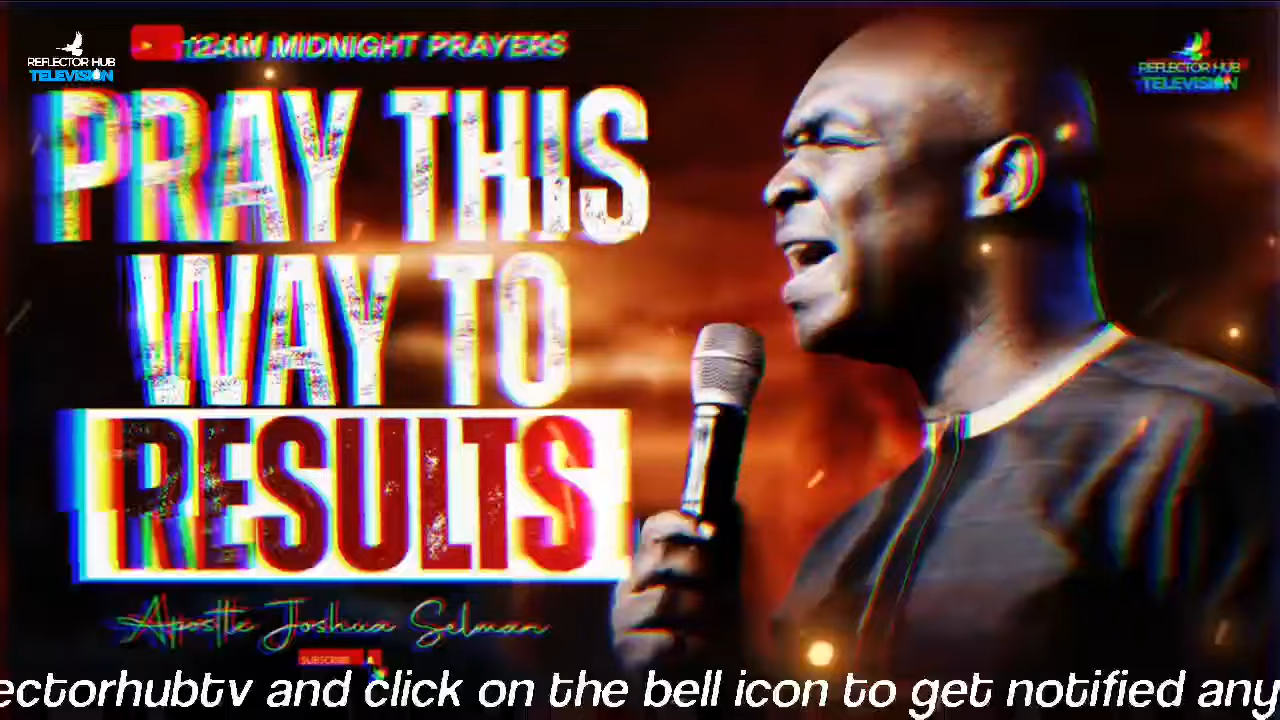 REFLECTOR HUB
TELEVISION
12AM MIDNIGHT PRAYERS
REFLECTOR HUB
TELEVISION
PRAY THIS
WAY TO
RESULTS
Apostle Joshua Selman
SUBSCRIBE
ectorhubtv and click on the bell icon to get notified any